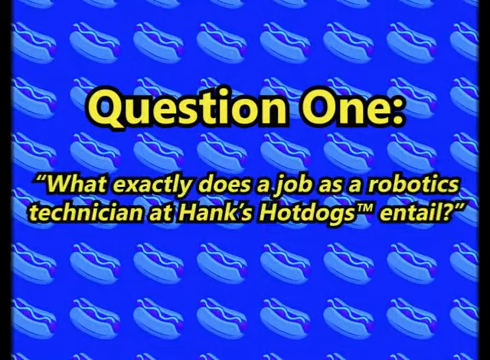 Question One:
“What exactly does a job as a robotics
technician at Hank’s Hotdogs™ entail?”